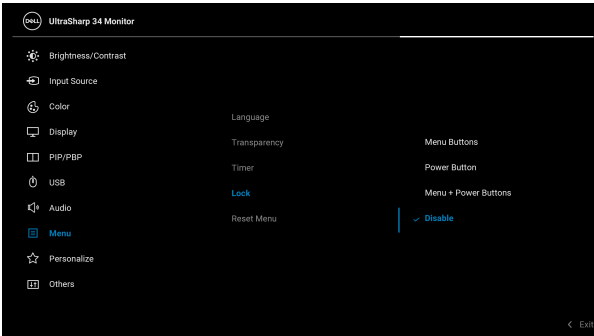 DELL UltraSharp 34 Monitor
Brightness/Contrast
Input Source
Color
Display
PIP/PBP
USB
Audio
Menu
Personalize
Others
Language
Transparency
Timer
Lock
Reset Menu
Menu Buttons
Power Button
Menu + Power Buttons
Disable
Exit